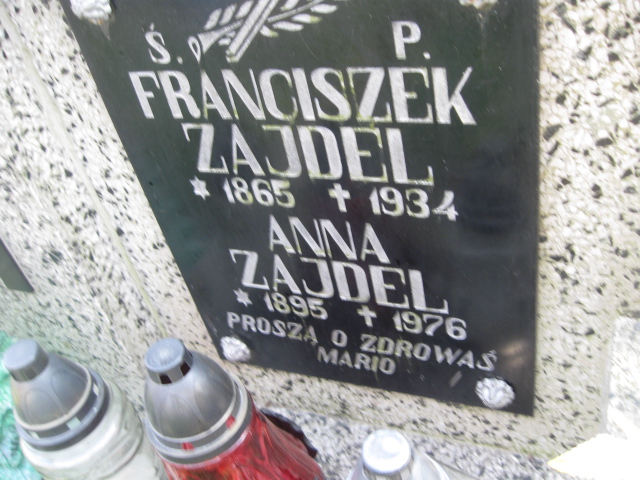 Ś. P.
FRANCISZEK
ZAJDEL
* 1865 ✝ 1934
ANNA
ZAJDEL
* 1895 ✝ 1976
PROSZĄ O ZDROWAŚ
MARIO